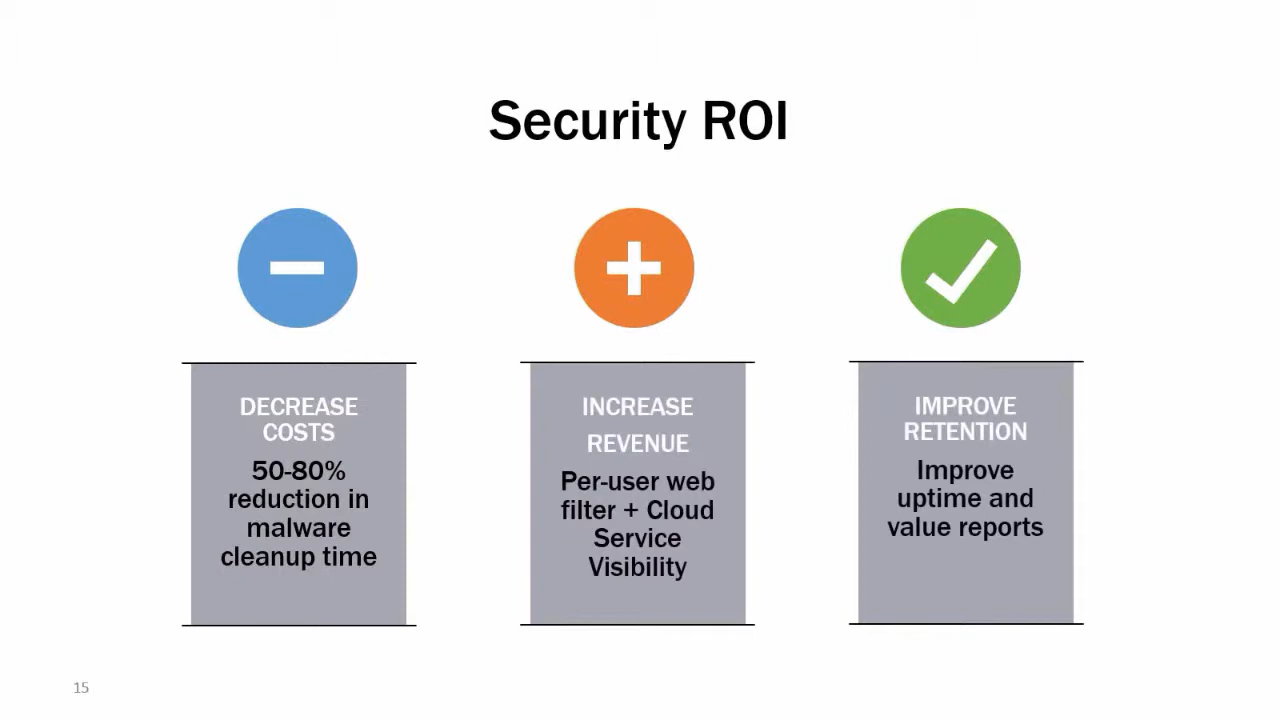 Security ROI
DECREASE
COSTS
50-80%
reduction in
malware
cleanup time
INCREASE
REVENUE
Per-user web
filter + Cloud
Service
Visibility
IMPROVE
RETENTION
Improve
uptime and
value reports
15